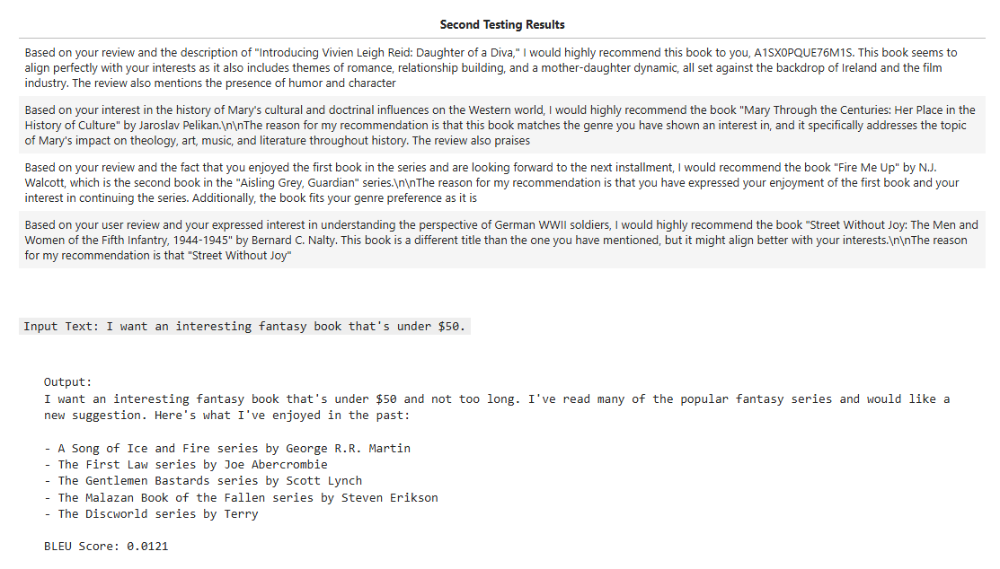 Second Testing Results
Based on your review and the description of "Introducing Vivien Leigh Reid: Daughter of a Diva," I would highly recommend this book to you, A1SX0PQUE76M1S. This book seems to
align perfectly with your interests as it also includes themes of romance, relationship building, and a mother-daughter dynamic, all set against the backdrop of Ireland and the film
industry. The review also mentions the presence of humor and character
Based on your interest in the history of Mary's cultural and doctrinal influences on the Western world, I would highly recommend the book "Mary Through the Centuries: Her Place in the
History of Culture" by Jaroslav Pelikan.\n\nThe reason for my recommendation is that this book matches the genre you have shown an interest in, and it specifically addresses the topic
of Mary's impact on theology, art, music, and literature throughout history. The review also praises
Based on your review and the fact that you enjoyed the first book in the series and are looking forward to the next installment, I would recommend the book "Fire Me Up" by N.J.
Walcott, which is the second book in the "Aisling Grey, Guardian" series.\n\nThe reason for my recommendation is that you have expressed your enjoyment of the first book and your
interest in continuing the series. Additionally, the book fits your genre preference as it is
Based on your user review and your expressed interest in understanding the perspective of German WWII soldiers, I would highly recommend the book "Street Without Joy: The Men and
Women of the Fifth Infantry, 1944-1945" by Bernard C. Nalty. This book is a different title than the one you have mentioned, but it might align better with your interests.\n\nThe reason
for my recommendation is that "Street Without Joy"
Input Text: I want an interesting fantasy book that's under $50.
Output:
I want an interesting fantasy book that's under $50 and not too long. I've read many of the popular fantasy series and would like a
new suggestion. Here's what I've enjoyed in the past:
- A Song of Ice and Fire series by George R.R. Martin
- The First Law series by Joe Abercrombie
- The Gentlemen Bastards series by Scott Lynch
- The Malazan Book of the Fallen series by Steven Erikson
- The Discworld series by Terry
BLEU Score: 0.0121